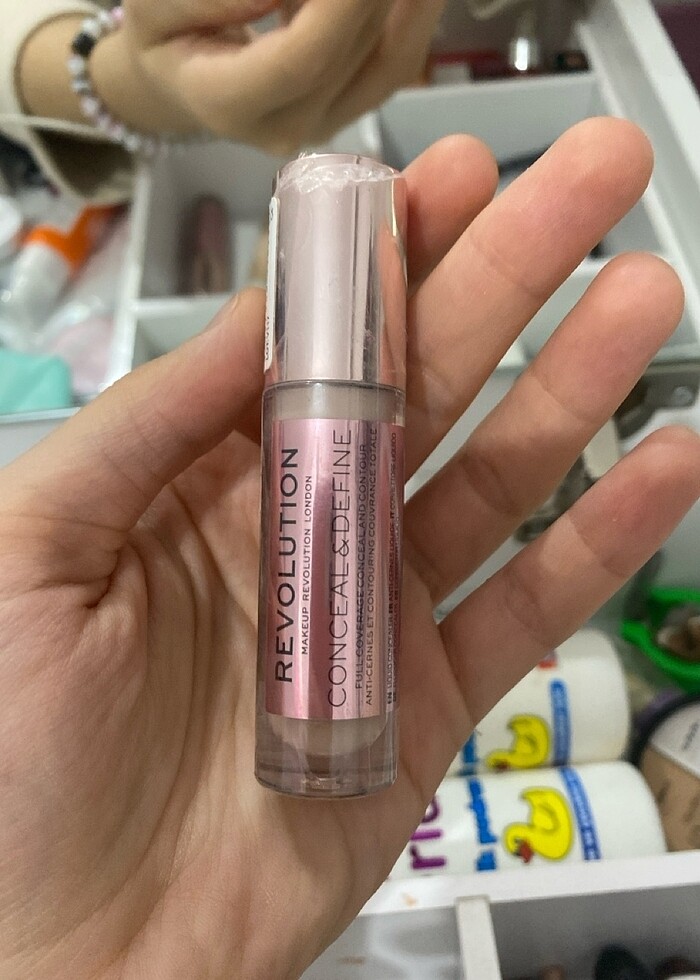 REVOLUTION
MAKEUP REVOLUTION LONDON
CONCEAL & DEFINE
FULL COVERAGE CONCEAL AND CONTOUR
ANTI-CERNES ET CONTOURING COUVRANCE TOTALE